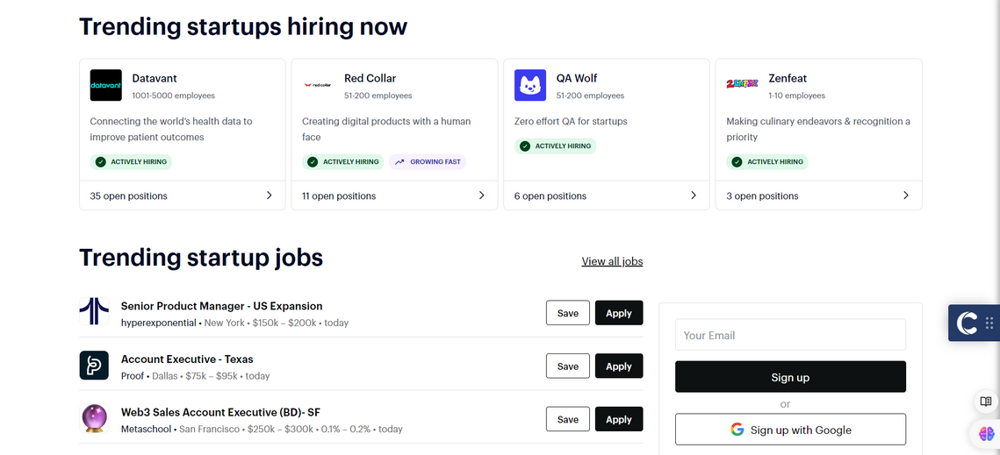 Trending startups hiring now
datavant
Datavant
1001-5000 employees
Connecting the world's health data to
improve patient outcomes
ACTIVELY HIRING
35 open positions
red collar
Red Collar
51-200 employees
Creating digital products with a human
face
ACTIVELY HIRING
GROWING FAST
11 open positions
QA Wolf
51-200 employees
Zero effort QA for startups
ACTIVELY HIRING
6 open positions
ZENFEAT
Zenfeat
1-10 employees
Making culinary endeavors & recognition a
priority
ACTIVELY HIRING
3 open positions
Trending startup jobs
View all jobs
Senior Product Manager - US Expansion
hyperexponential • New York • $150k – $200k • today
Save
Apply
Account Executive - Texas
Proof • Dallas • $75k – $95k • today
Save
Apply
Web3 Sales Account Executive (BD)- SF
Metaschool • San Francisco • $250k – $300k • 0.1% – 0.2% • today
Save
Apply
Your Email
Sign up
or
Sign up with Google